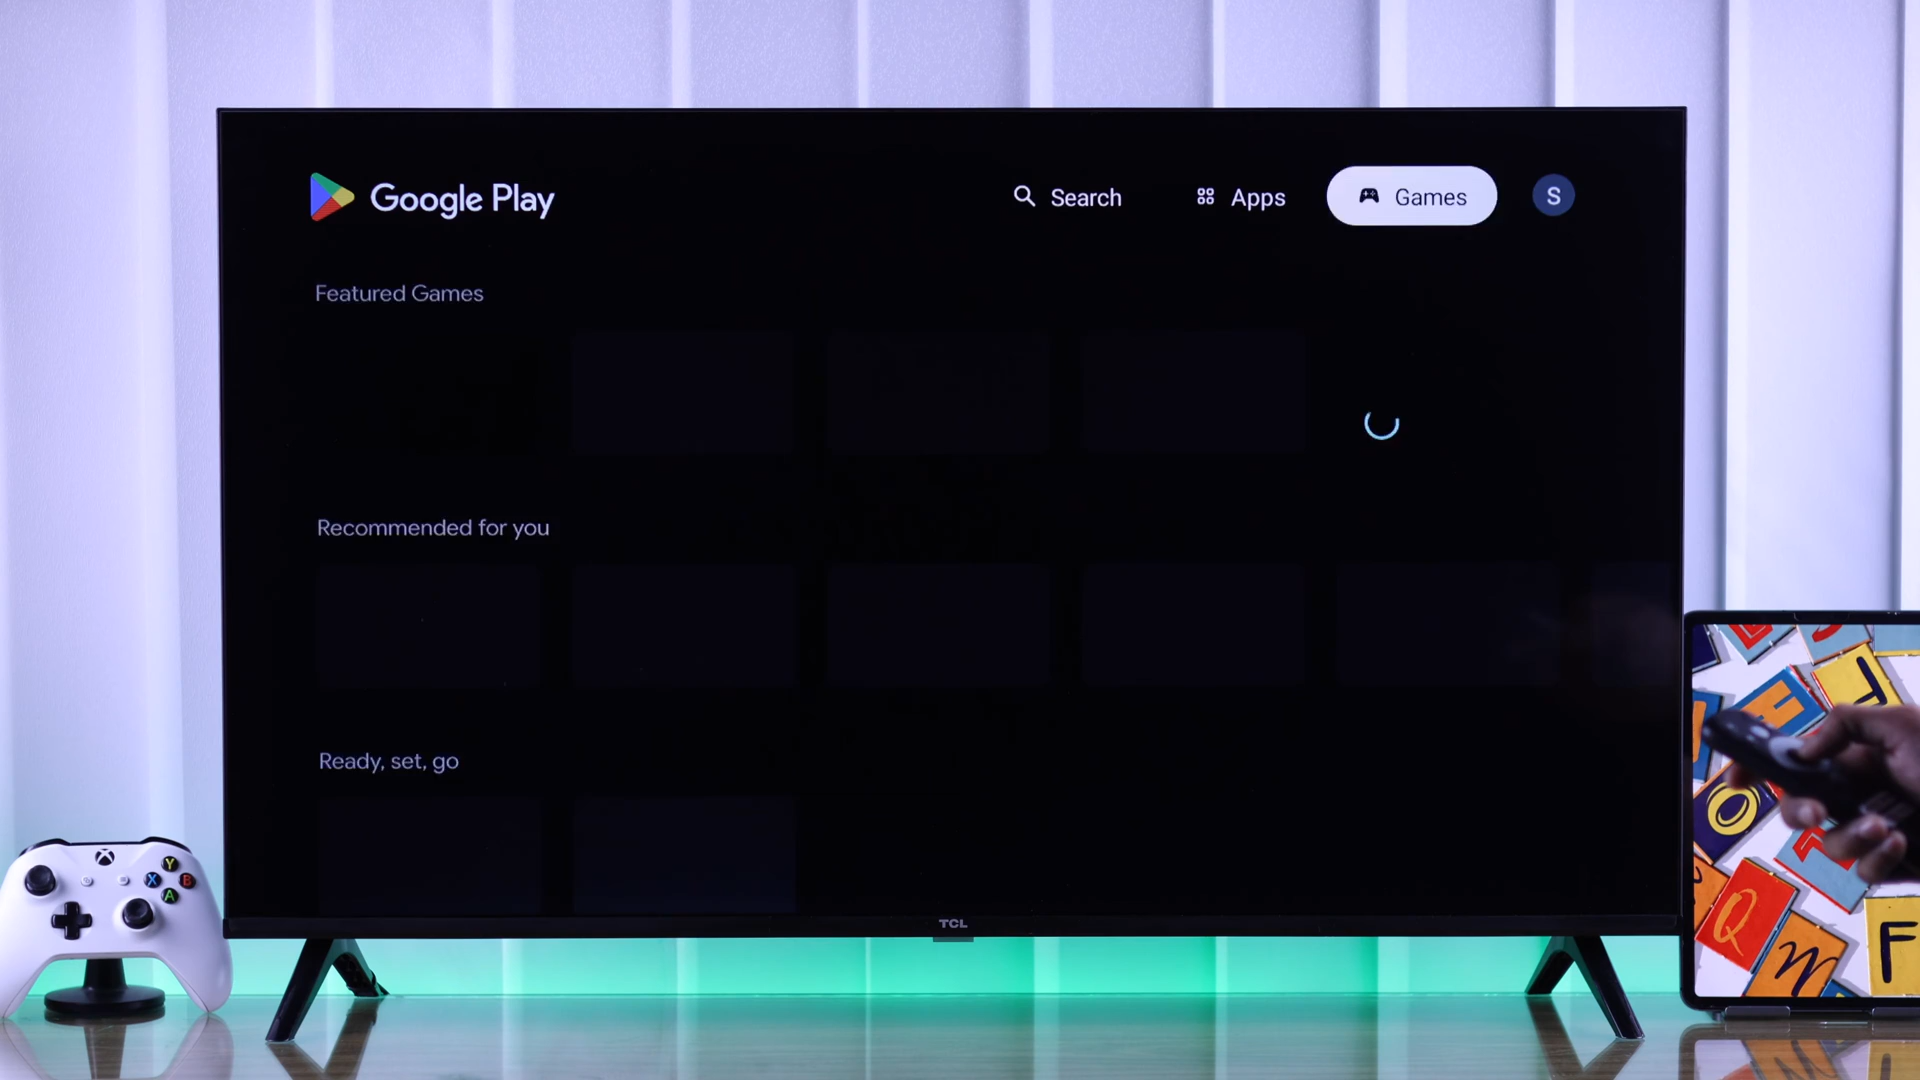 Google Play
Search
Apps
Games
S
Featured Games
Recommended for you
Ready, set, go
TCL
Y
X
B
A
J
O
Q
N
F